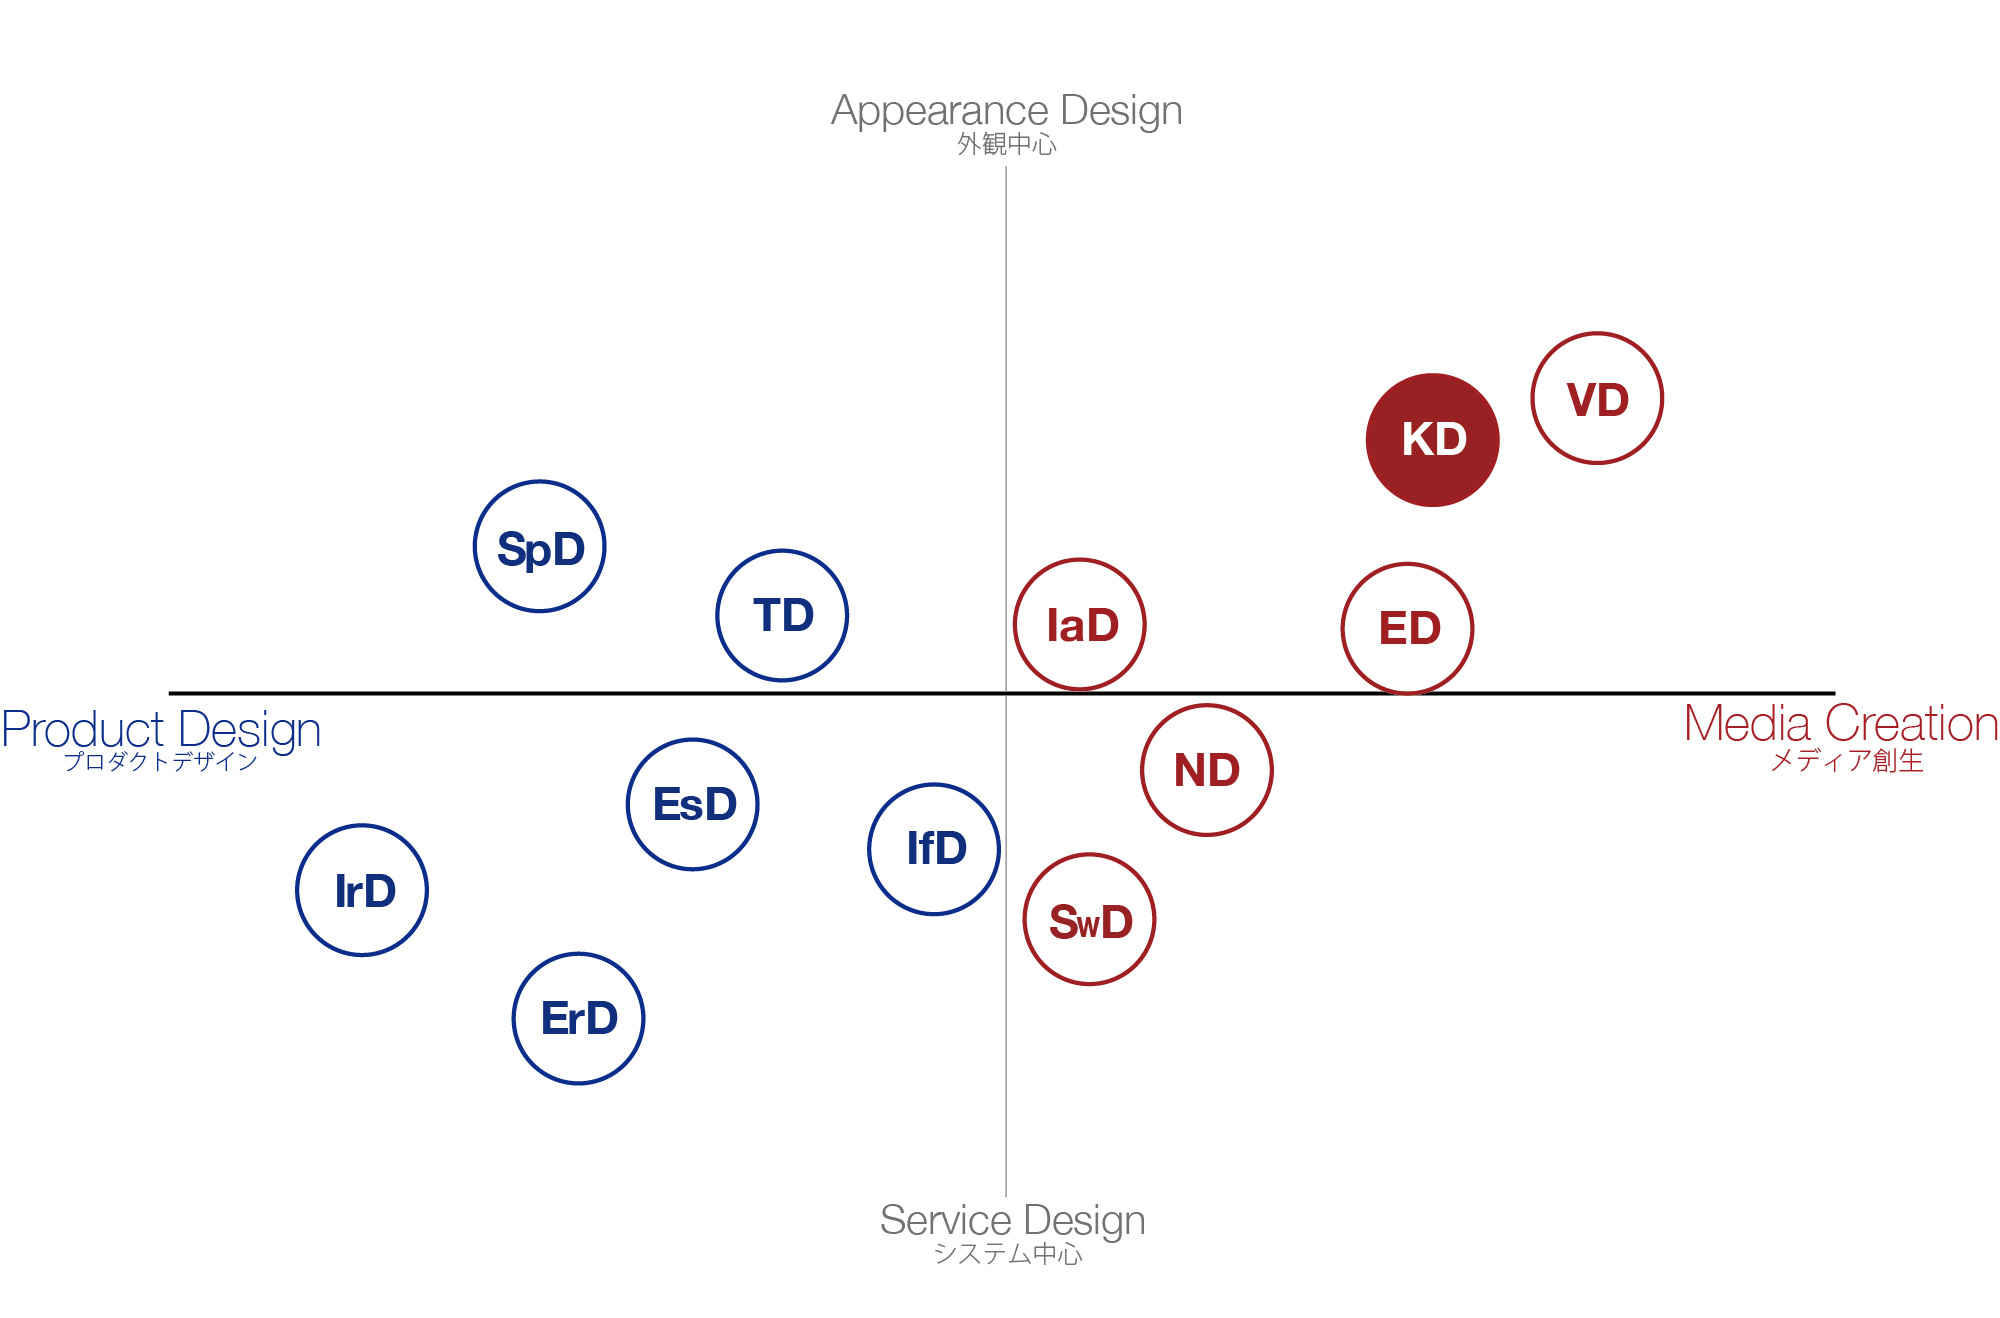 Appearance Design
外観中心
VD
KD
SpD
TD
IaD
ED
Product Design
プロダクトデザイン
Media Creation
メディア創生
ND
EsD
IfD
IrD
SwD
ErD
Service Design
システム中心